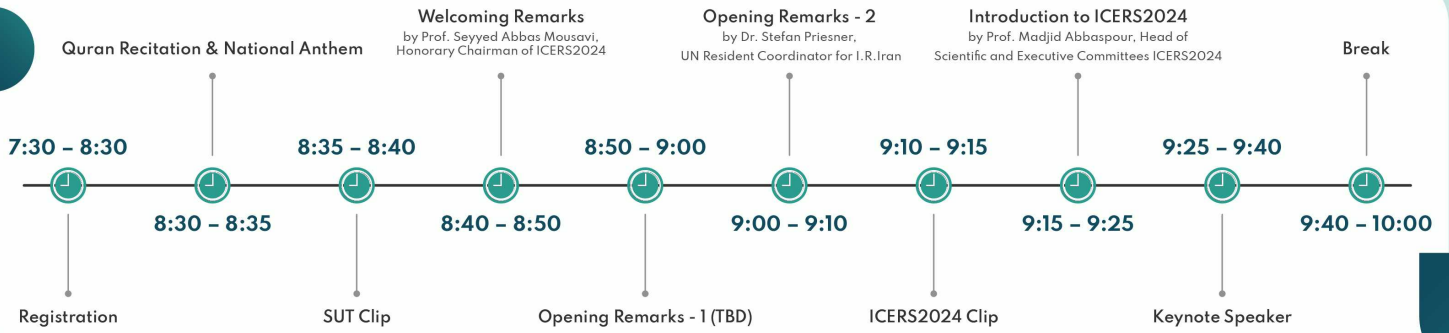 7:30 – 8:30
Registration
Quran Recitation & National Anthem
8:30 – 8:35
8:35 – 8:40
SUT Clip
Welcoming Remarks
by Prof. Seyyed Abbas Mousavi,
Honorary Chairman of ICERS2024
8:40 – 8:50
8:50 – 9:00
Opening Remarks - 1 (TBD)
Opening Remarks - 2
by Dr. Stefan Priesner,
UN Resident Coordinator for I.R.Iran
9:00 – 9:10
9:10 – 9:15
ICERS2024 Clip
Introduction to ICERS2024
by Prof. Madjid Abbaspour, Head of
Scientific and Executive Committees ICERS2024
9:15 – 9:25
9:25 – 9:40
Keynote Speaker
Break
9:40 – 10:00